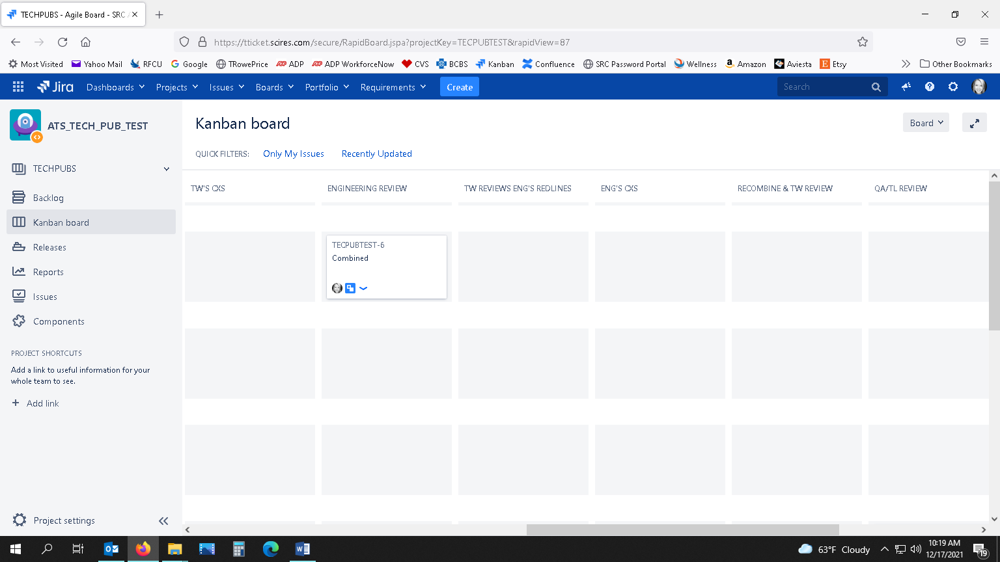 TECHPUBS - Agile Board - SRC
https://tticket.scires.com/secure/RapidBoard.jspa?projectKey=TECPUBTEST&rapidView=87
Most Visited Yahoo Mail RFCU Google TRowePrice ADP ADP WorkforceNow CVS BCBS Kanban Confluence SRC Password Portal Wellness Amazon Aviesta Etsy Other Bookmarks
Jira Dashboards Projects Issues Boards Portfolio Requirements Create Search
ATS_TECH_PUB_TEST
TECHPUBS
Backlog
Kanban board
Releases
Reports
Issues
Components
PROJECT SHORTCUTS
Add a link to useful information for your
whole team to see.
+ Add link
Project settings
Kanban board
Board
QUICK FILTERS: Only My Issues Recently Updated
TW'S CXS ENGINEERING REVIEW TW REVIEWS ENG'S REDLINES ENG'S CXS RECOMBINE & TW REVIEW QA/TL REVIEW
TECPUBTEST-6
Combined
63°F Cloudy
10:19 AM
12/17/2021
19